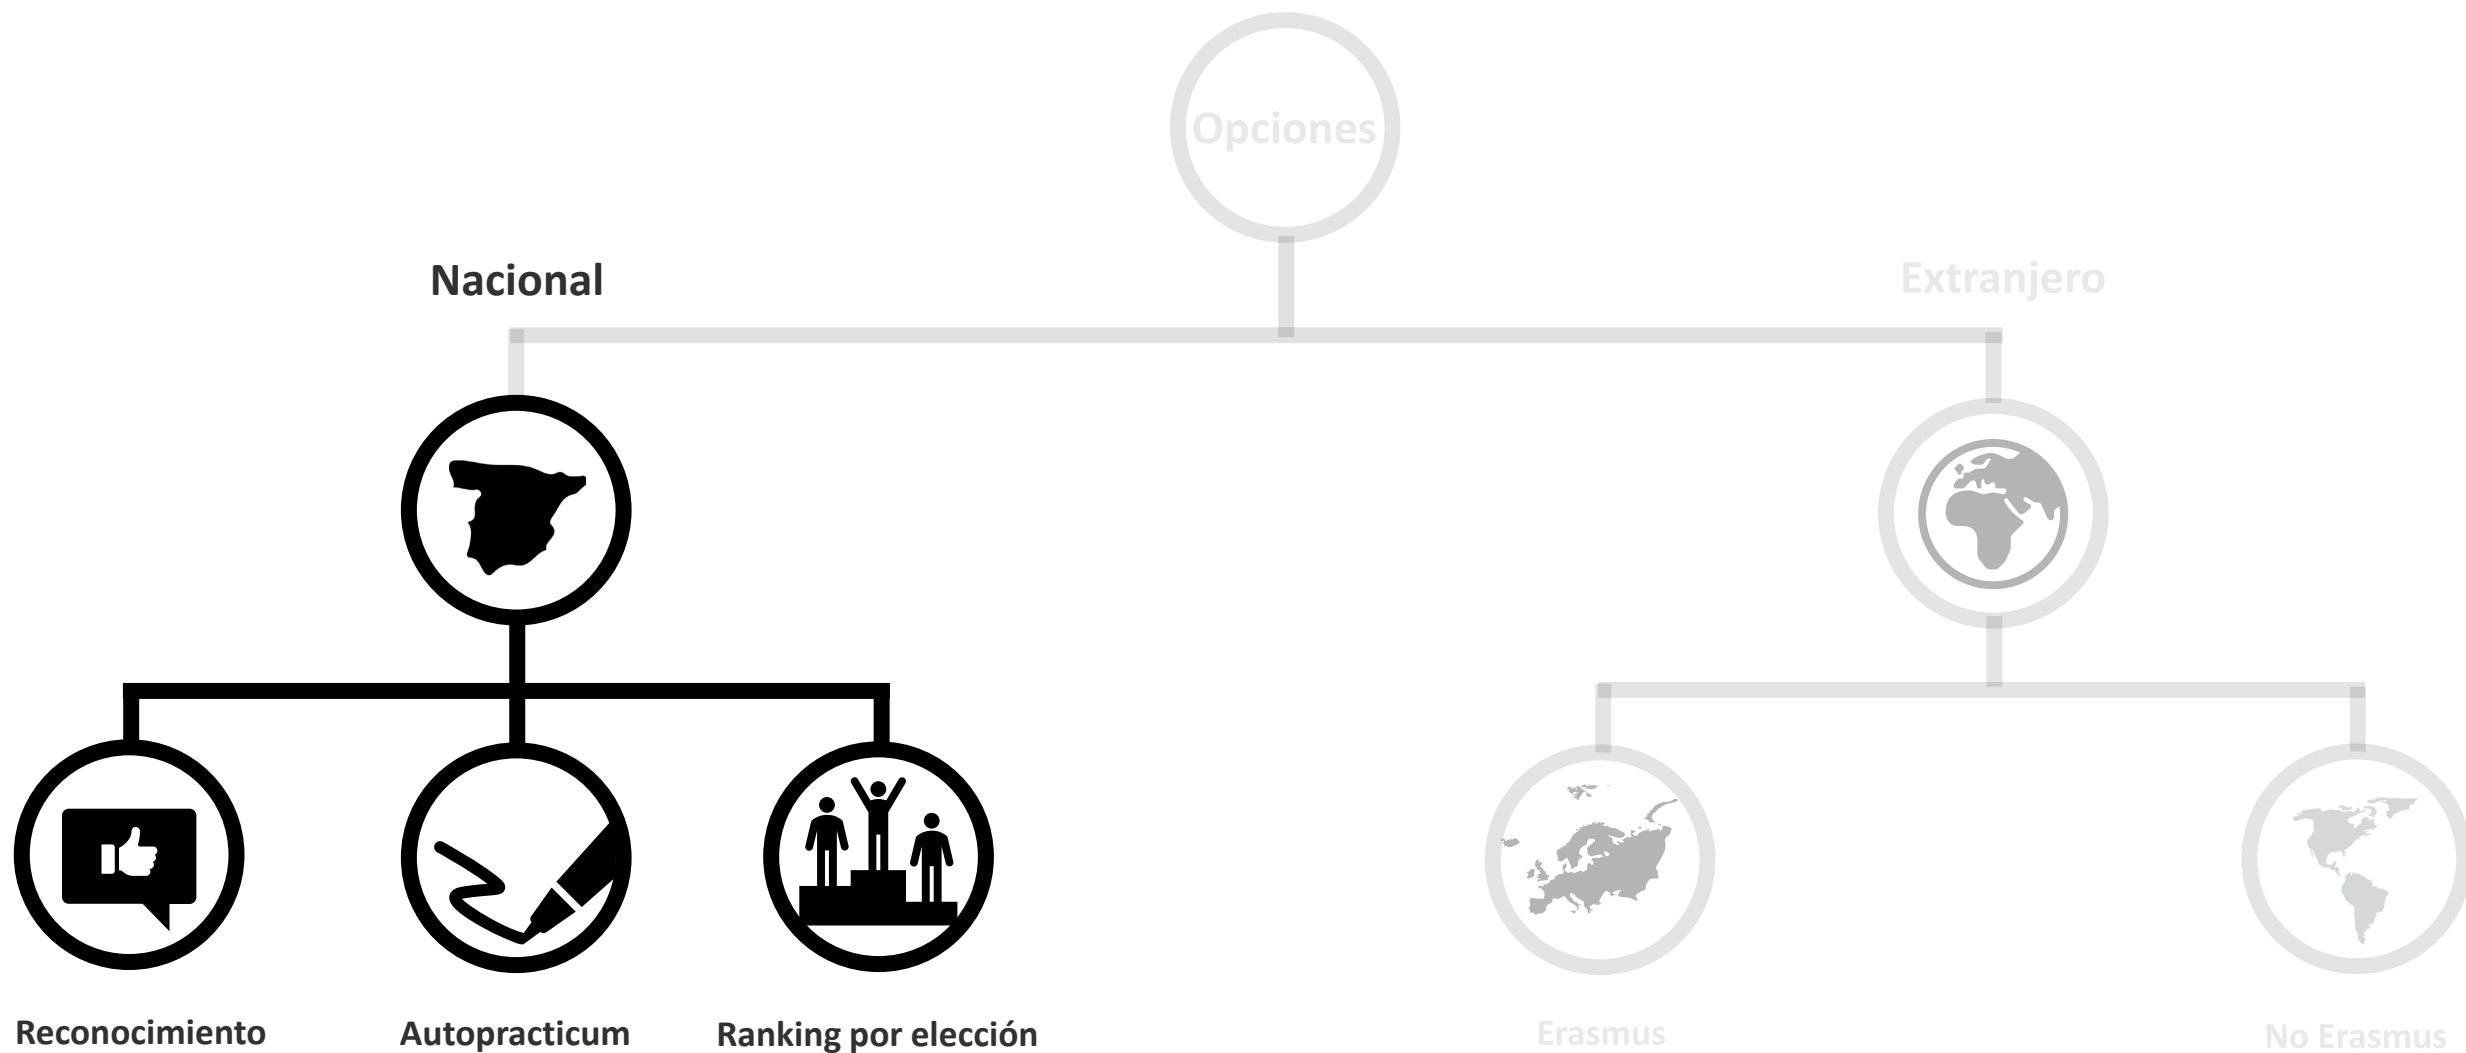 Opciones
Nacional
Extranjero
Reconocimiento
Autopracticum
Ranking por elección
Erasmus
No Erasmus